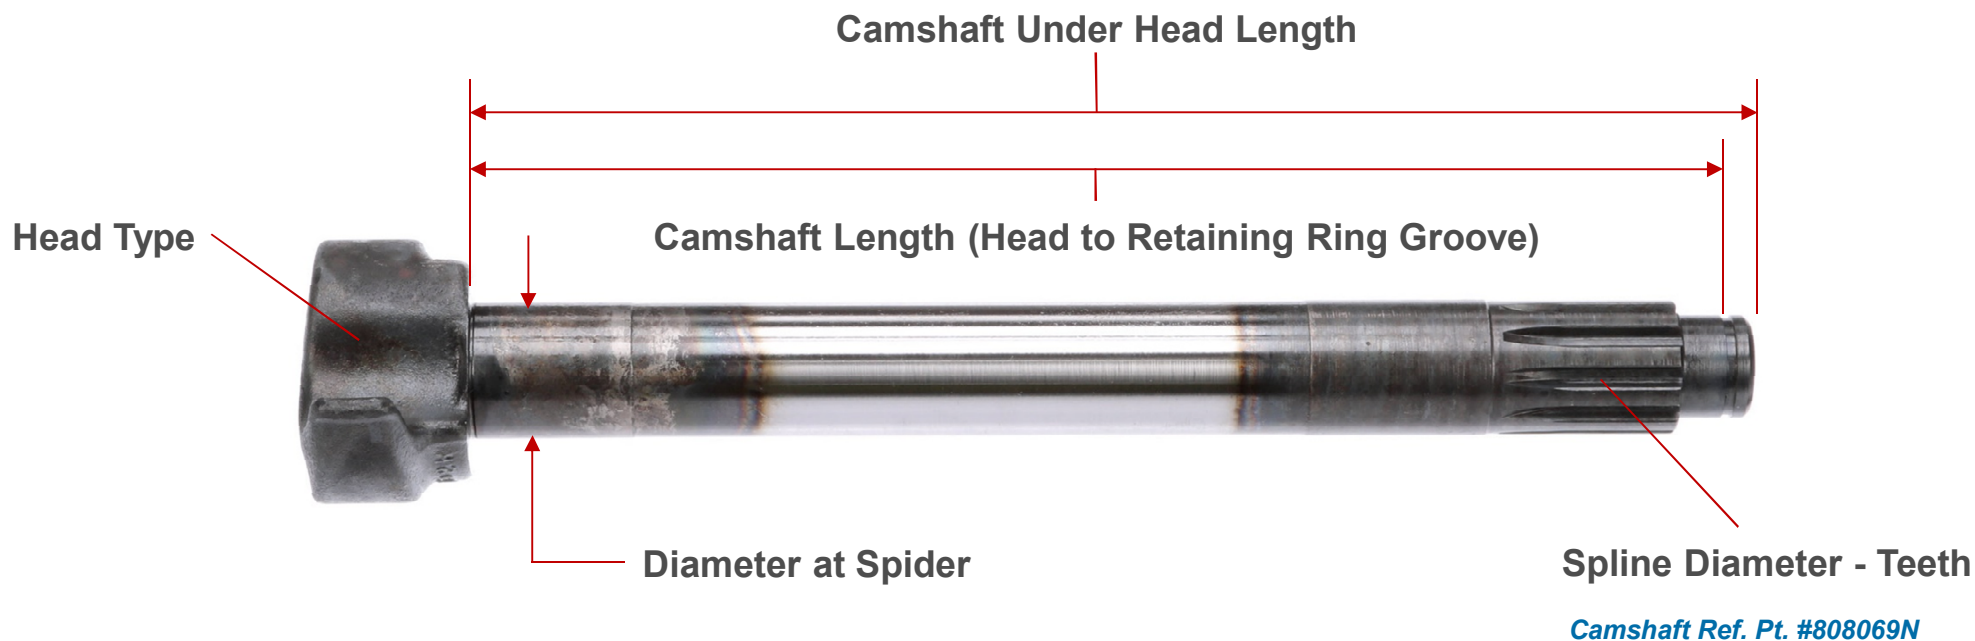 Camshaft Under Head Length
Head Type
Camshaft Length (Head to Retaining Ring Groove)
Diameter at Spider
Spline Diameter - Teeth
Camshaft Ref. Pt. #808069N